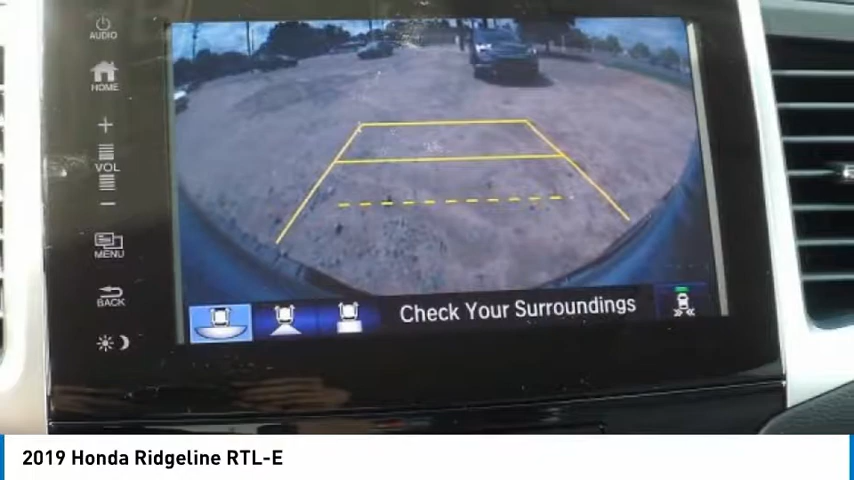 AUDIO
HOME
+
VOL
−
MENU
BACK
Check Your Surroundings
2019 Honda Ridgeline RTL-E